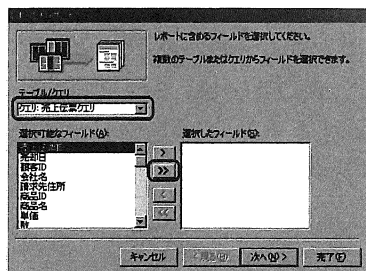 レポートに含めるフィールドを選択してください。
複数のテーブルまたはクエリからフィールドを選択できます。
テーブル/クエリ
クエリ: 売上伝票クエリ
選択可能なフィールド(A):
選択したフィールド(S):
売却日
顧客ID
会社名
請求先住所
商品ID
商品名
単価
数
>
>>
<
<<
キャンセル
< 戻る(B)
次へ(N) >
完了(F)